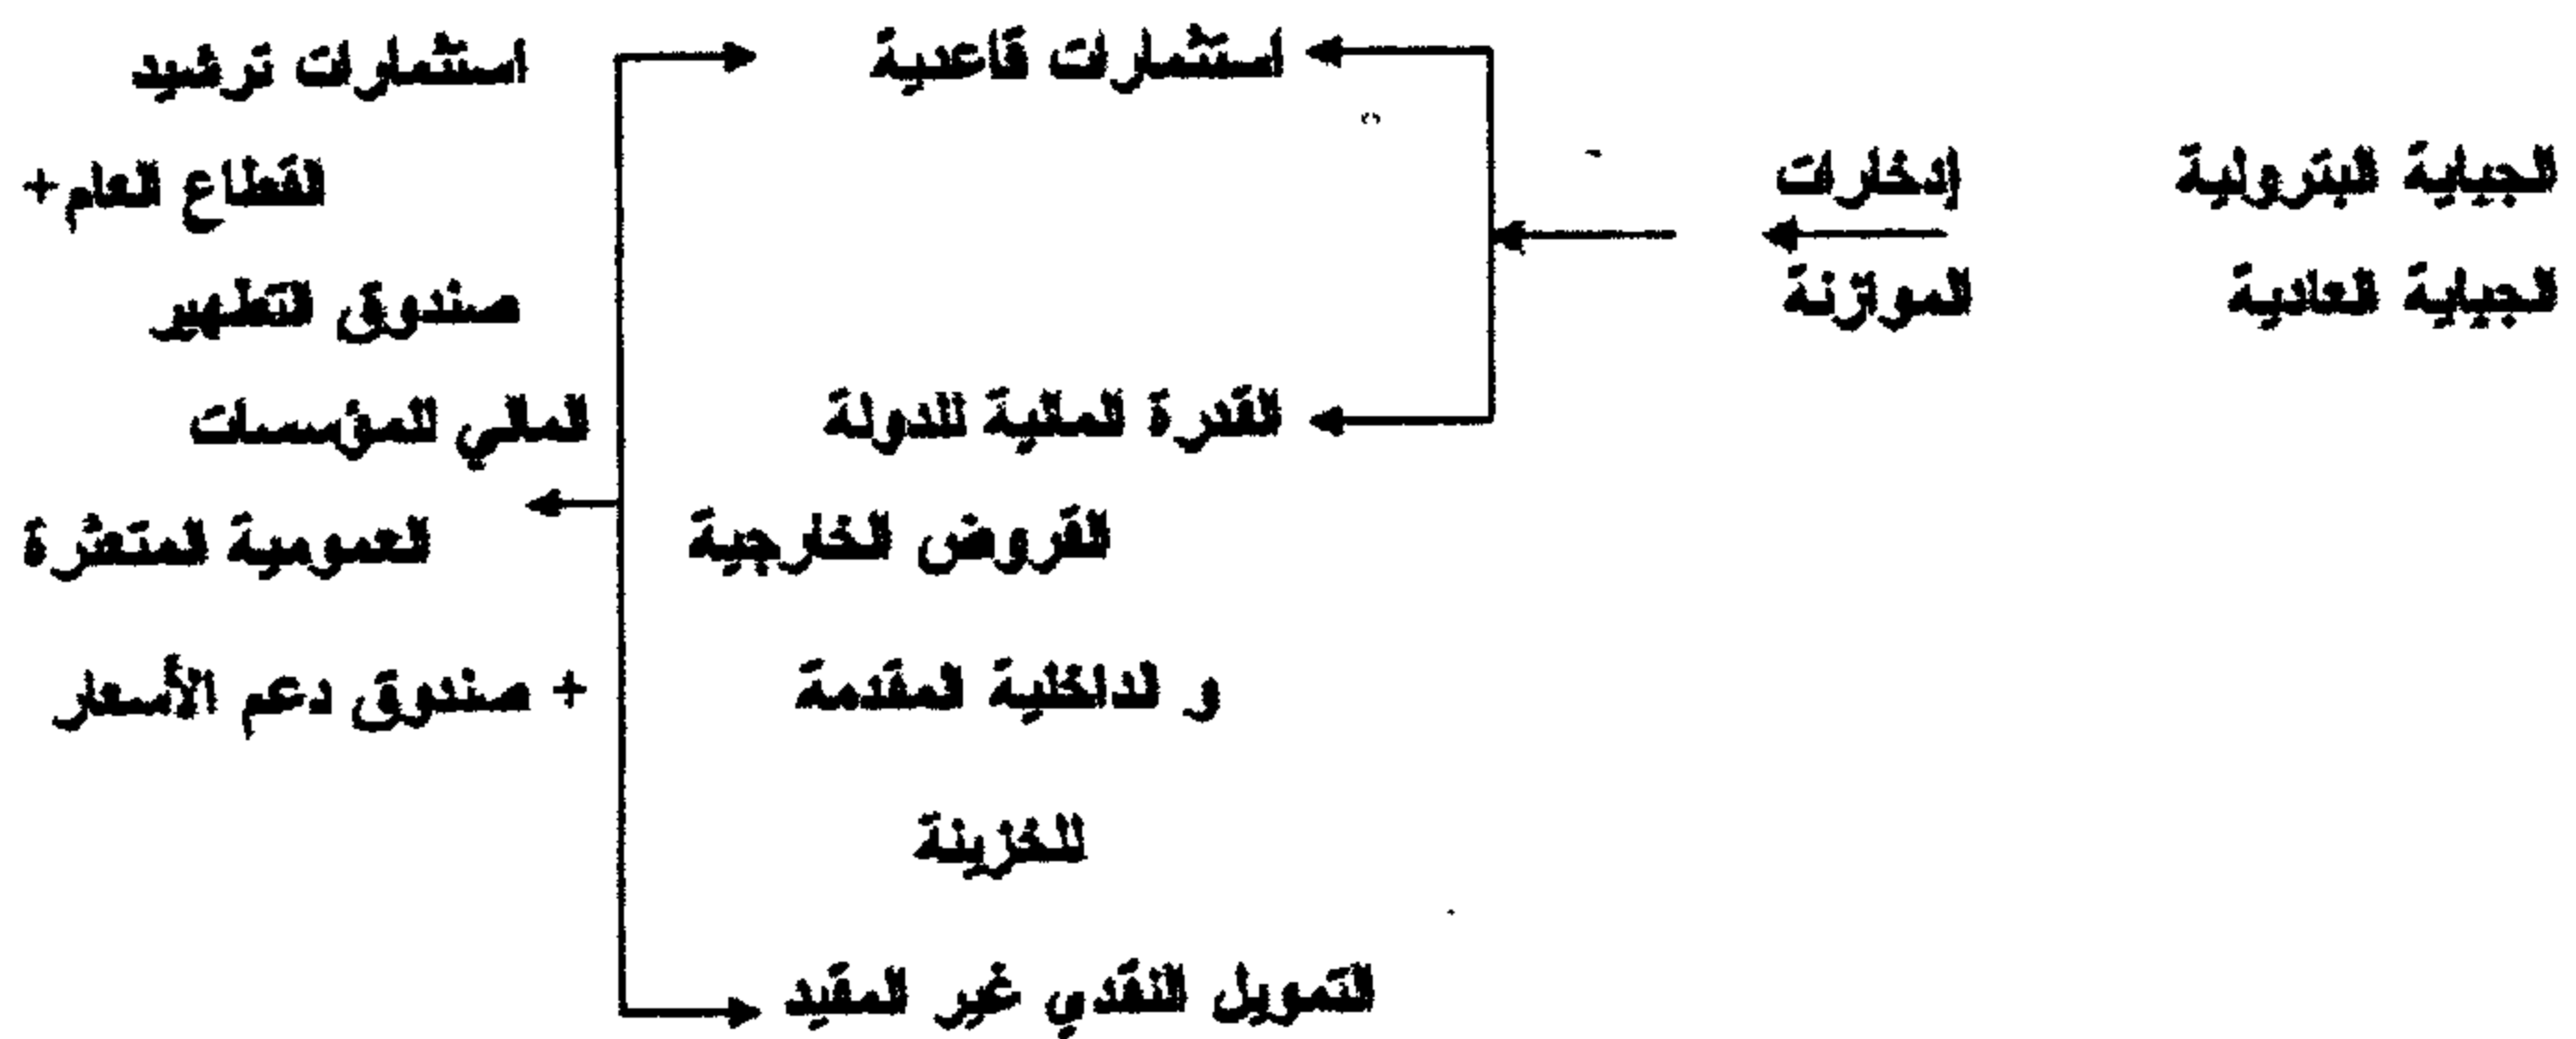 الجباية البترولية
الجباية العادية
إدخارات
الموازنة
استثمارات قاعدية
القدرة المالية للدولة
القروض الخارجية
و الداخلية المقدمة
للخزينة
التمويل النقدي غير المقيد
استثمارات ترشيد
القطاع العام+
صندوق التطهير
المالي للمؤسسات
العمومية المتعثرة
+ صندوق دعم الأسعار